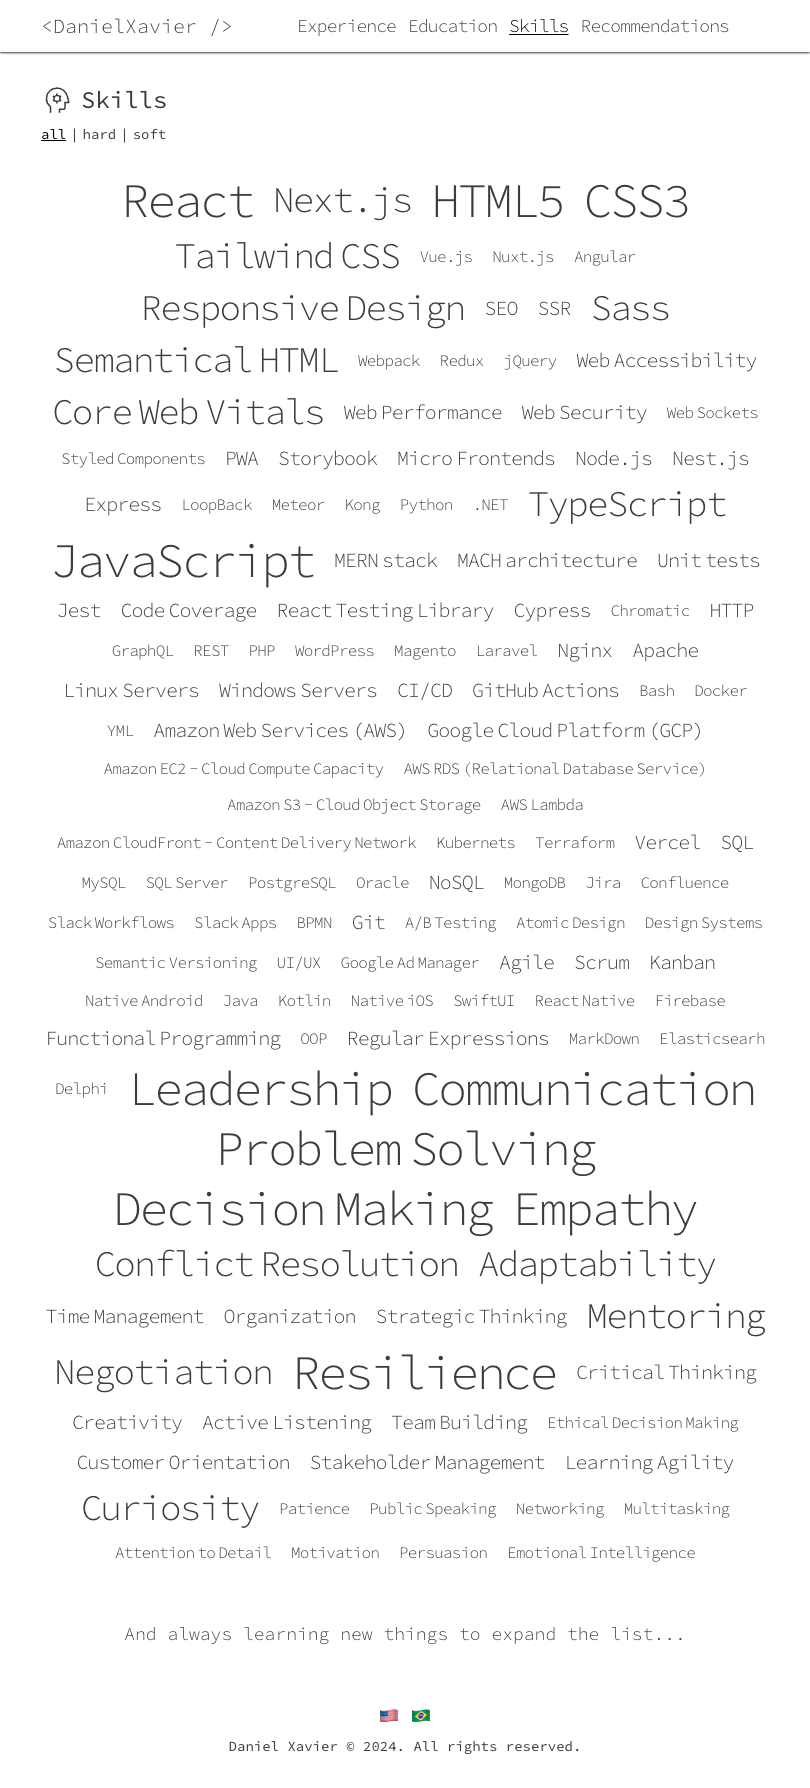 <DanielXavier /> Experience Education Skills Recommendations
Skills
all | hard | soft
React Next.js HTML5 CSS3
Tailwind CSS Vue.js Nuxt.js Angular
Responsive Design SEO SSR Sass
Semantical HTML Webpack Redux jQuery Web Accessibility
Core Web Vitals Web Performance Web Security Web Sockets
Styled Components PWA Storybook Micro Frontends Node.js Nest.js
Express LoopBack Meteor Kong Python .NET TypeScript
JavaScript MERN stack MACH architecture Unit tests
Jest Code Coverage React Testing Library Cypress Chromatic HTTP
GraphQL REST PHP WordPress Magento Laravel Nginx Apache
Linux Servers Windows Servers CI/CD GitHub Actions Bash Docker
YML Amazon Web Services (AWS) Google Cloud Platform (GCP)
Amazon EC2 - Cloud Compute Capacity AWS RDS (Relational Database Service)
Amazon S3 - Cloud Object Storage AWS Lambda
Amazon CloudFront - Content Delivery Network Kubernets Terraform Vercel SQL
MySQL SQL Server PostgreSQL Oracle NoSQL MongoDB Jira Confluence
Slack Workflows Slack Apps BPMN Git A/B Testing Atomic Design Design Systems
Semantic Versioning UI/UX Google Ad Manager Agile Scrum Kanban
Native Android Java Kotlin Native iOS SwiftUI React Native Firebase
Functional Programming OOP Regular Expressions MarkDown Elasticsearh
Delphi Leadership Communication
Problem Solving
Decision Making Empathy
Conflict Resolution Adaptability
Time Management Organization Strategic Thinking Mentoring
Negotiation Resilience Critical Thinking
Creativity Active Listening Team Building Ethical Decision Making
Customer Orientation Stakeholder Management Learning Agility
Curiosity Patience Public Speaking Networking Multitasking
Attention to Detail Motivation Persuasion Emotional Intelligence
And always learning new things to expand the list...
Daniel Xavier © 2024. All rights reserved.